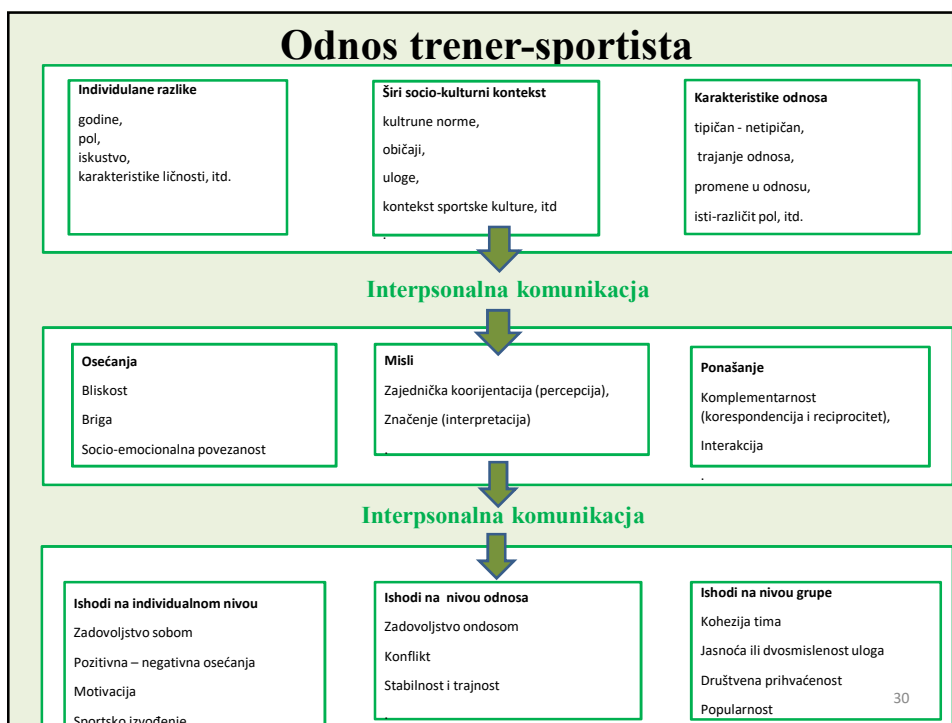 Odnos trener-sportista
Individulane razlike
godine,
pol,
iskustvo,
karakteristike ličnosti, itd.
Širi socio-kulturni kontekst
kultrune norme,
običaji,
uloge,
kontekst sportske kulture, itd
.
Karakteristike odnosa
tipičan - netipičan,
trajanje odnosa,
promene u odnosu,
isti-različit pol, itd.
Interpsonalna komunikacja
Osećanja
Bliskost
Briga
Socio-emocionalna povezanost
Misli
Zajednička koorijentacija (percepcija),
Značenje (interpretacija)
.
Ponašanje
Komplementarnost
(korespondencija i reciprocitet),
Interakcija
.
Interpsonalna komunikacja
Ishodi na individualnom nivou
Zadovoljstvo sobom
Pozitivna – negativna osećanja
Motivacija
Sportsko izvođenje
Ishodi na nivou odnosa
Zadovoljstvo ondosom
Konflikt
Stabilnost i trajnost
.
Ishodi na nivou grupe
Kohezija tima
Jasnoća ili dvosmislenost uloga
Društvena prihvaćenost
Popularnost
30